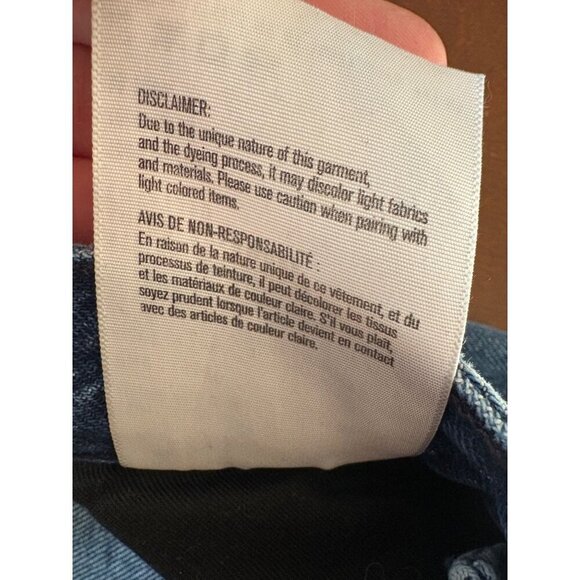 DISCLAIMER:
Due to the unique nature of this garment,
and the dyeing process, it may discolor light fabrics
and materials. Please use caution when pairing with
light colored items.
AVIS DE NON-RESPONSABILITÉ :
En raison de la nature unique de ce vêtement, et du
processus de teinture, il peut décolorer les tissus
et les matériaux de couleur claire. S'il vous plait,
soyez prudent lorsque l'article devient en contact
avec des articles de couleur claire.